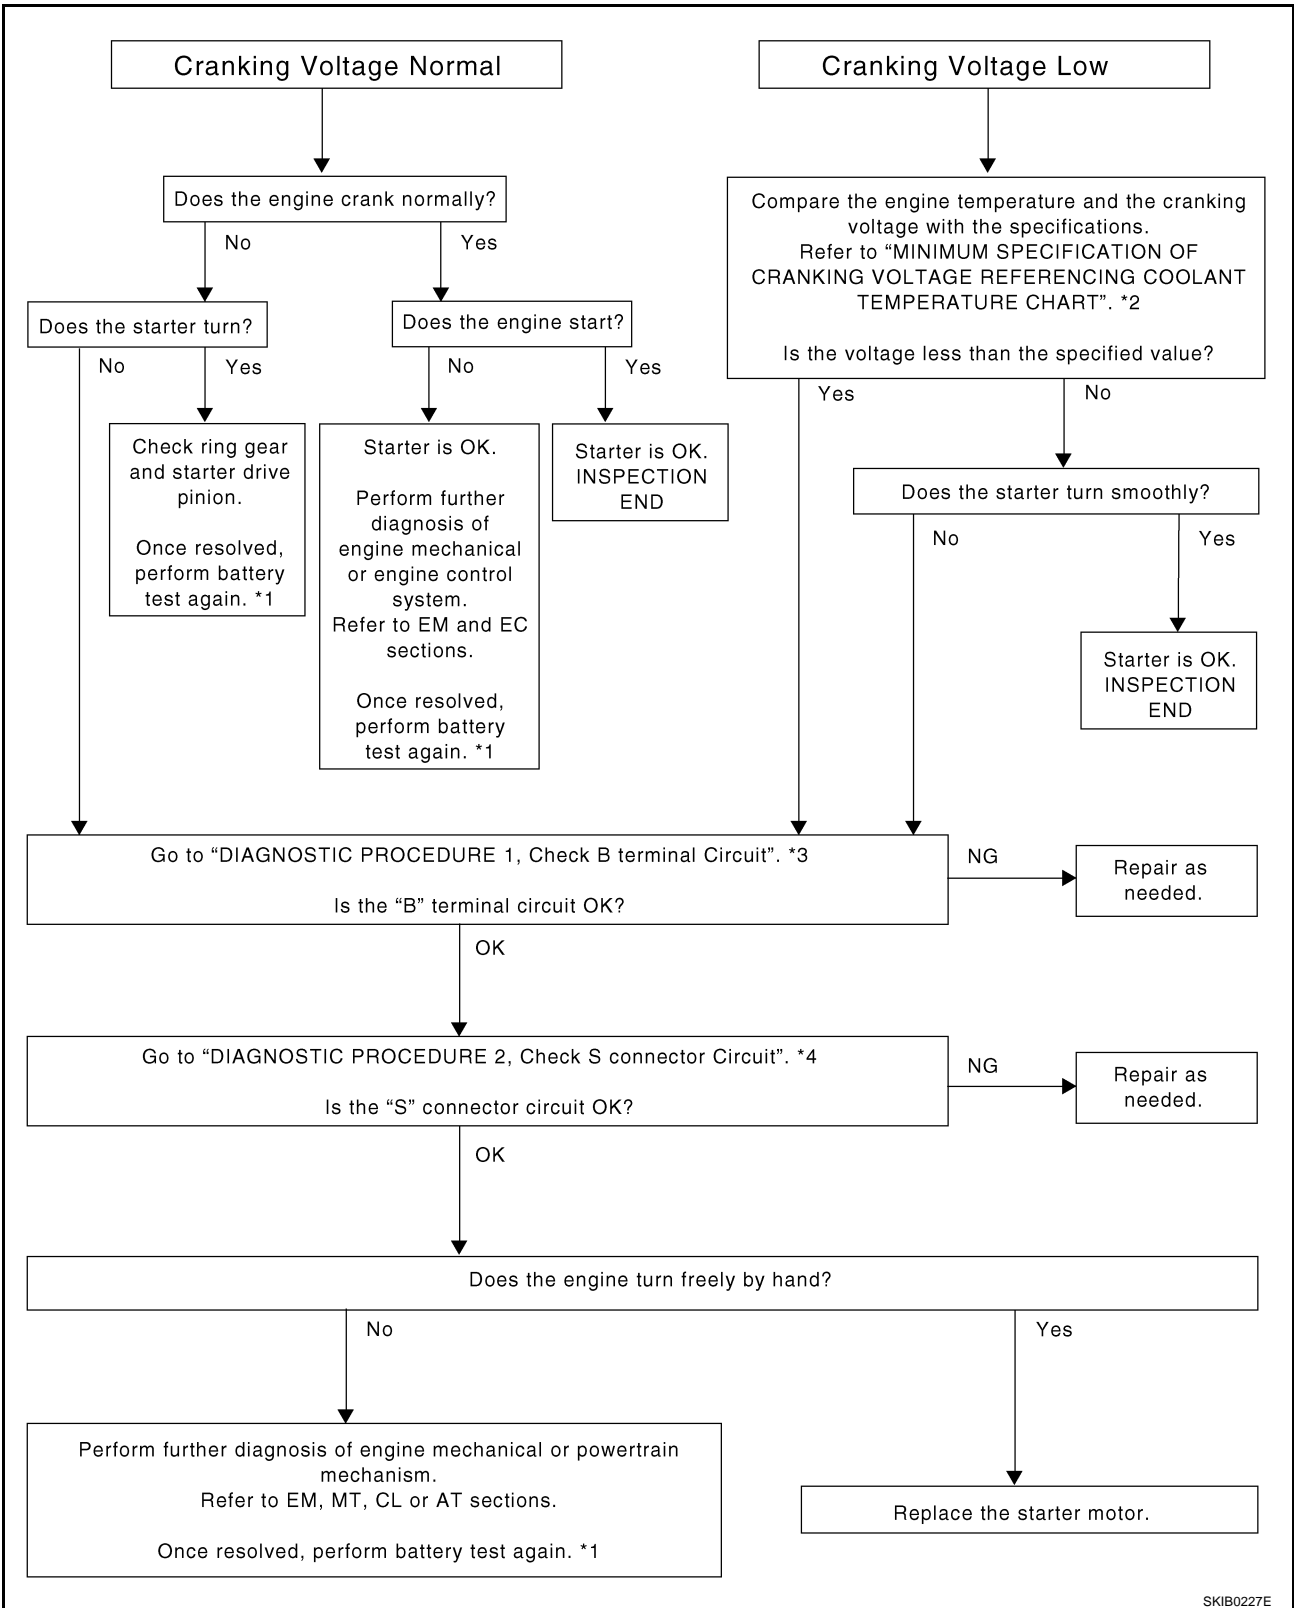 Cranking Voltage Normal
Cranking Voltage Low
Does the engine crank normally?
No
Yes
Does the starter turn?
Does the engine start?
No
Yes
No
Yes
Check ring gear
and starter drive
pinion.
Once resolved,
perform battery
test again. *1
Starter is OK.
Perform further
diagnosis of
engine mechanical
or engine control
system.
Refer to EM and EC
sections.
Once resolved,
perform battery
test again. *1
Starter is OK.
INSPECTION
END
Compare the engine temperature and the cranking
voltage with the specifications.
Refer to “MINIMUM SPECIFICATION OF
CRANKING VOLTAGE REFERENCING COOLANT
TEMPERATURE CHART”. *2
Is the voltage less than the specified value?
Yes
No
Does the starter turn smoothly?
No
Yes
Starter is OK.
INSPECTION
END
Go to “DIAGNOSTIC PROCEDURE 1, Check B terminal Circuit”. *3
Is the “B” terminal circuit OK?
NG
Repair as
needed.
OK
Go to “DIAGNOSTIC PROCEDURE 2, Check S connector Circuit”. *4
Is the “S” connector circuit OK?
NG
Repair as
needed.
OK
Does the engine turn freely by hand?
No
Yes
Perform further diagnosis of engine mechanical or powertrain
mechanism.
Refer to EM, MT, CL or AT sections.
Once resolved, perform battery test again. *1
Replace the starter motor.
SKIB0227E